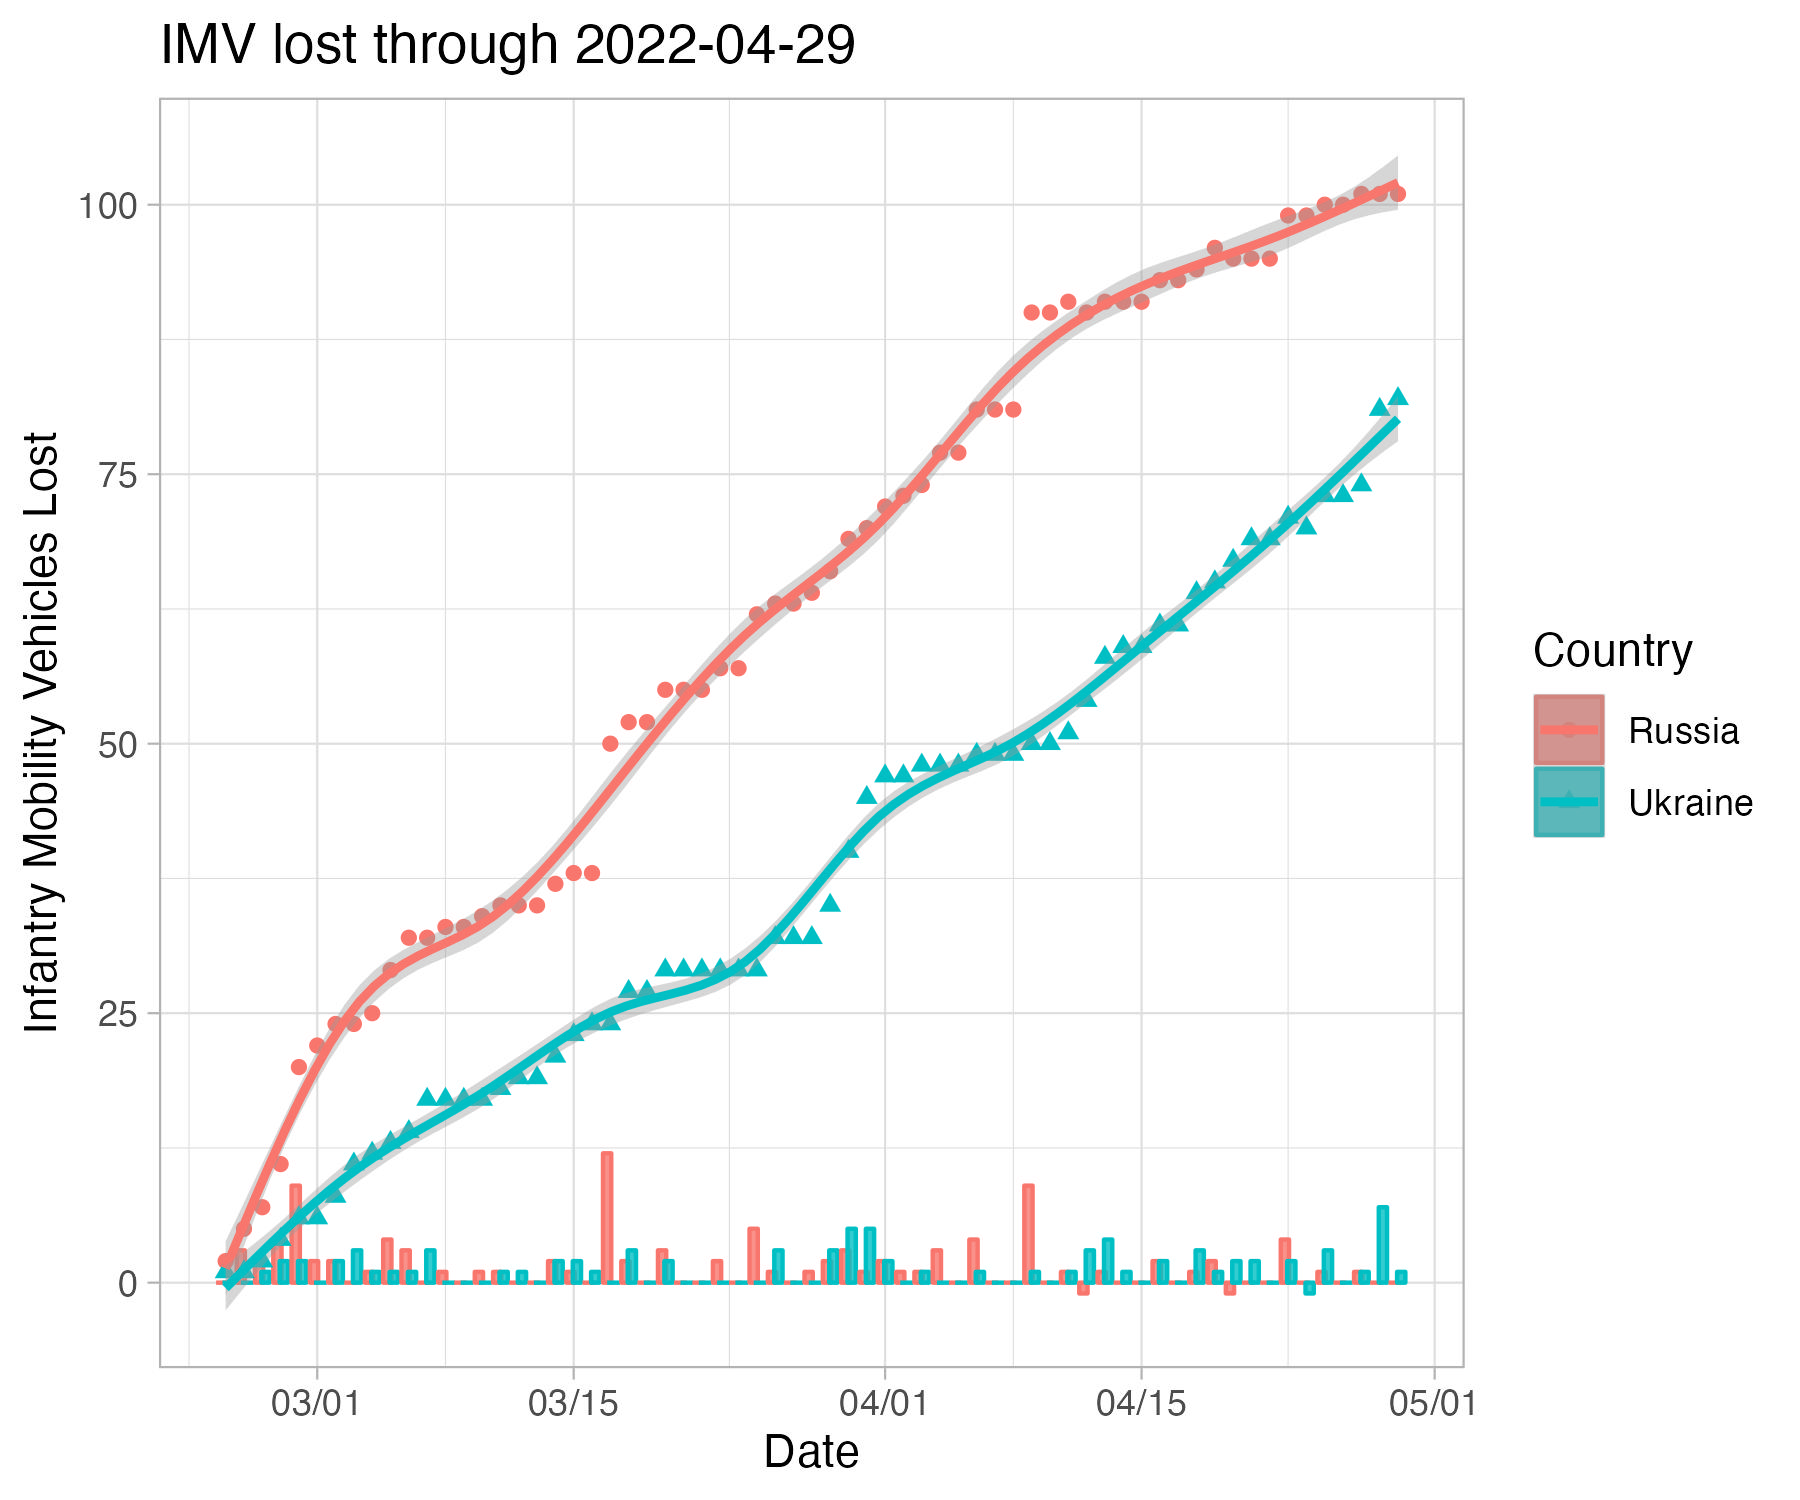 IMV lost through 2022-04-29
Infantry Mobility Vehicles Lost
100
75
50
25
0
03/01
03/15
04/01
04/15
05/01
Date
Country
Russia
Ukraine